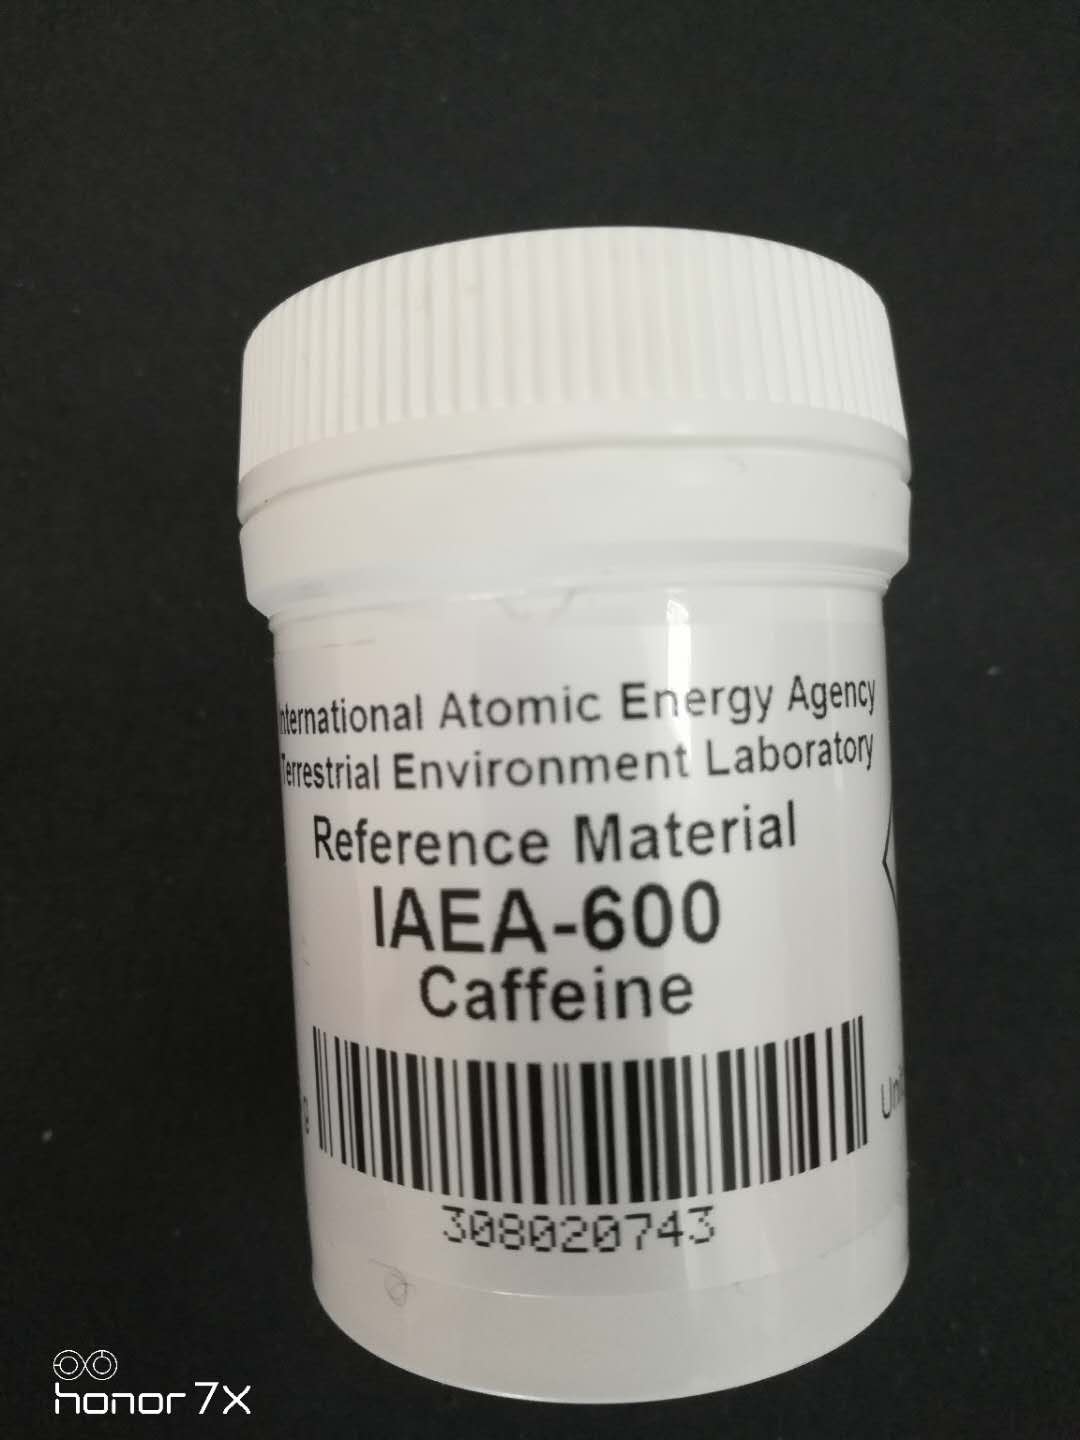 International Atomic Energy Agency
Terrestrial Environment Laboratory
Reference Material
IAEA-600
Caffeine
308020743
honor 7X